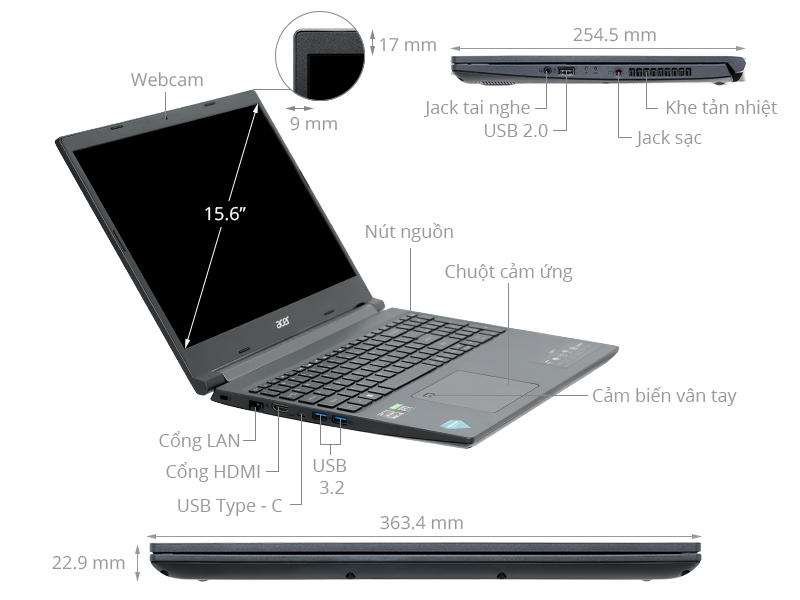 17 mm
254.5 mm
Webcam
Jack tai nghe
Khe tản nhiệt
9 mm
USB 2.0
Jack sạc
15.6”
Nút nguồn
Chuột cảm ứng
acer
Cảm biến vân tay
Cổng LAN
Cổng HDMI
USB
3.2
USB Type - C
363.4 mm
22.9 mm